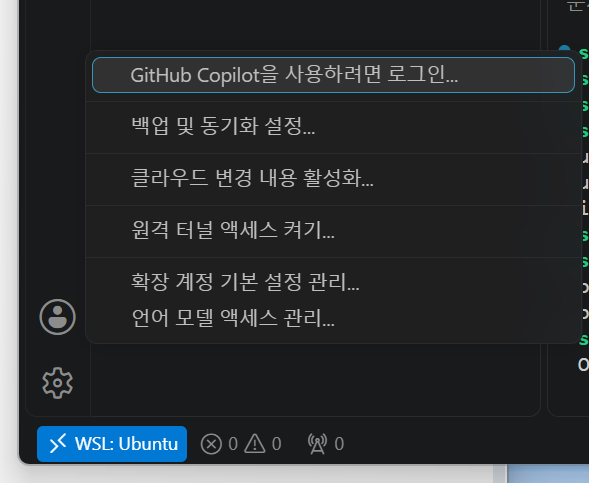 GitHub Copilot을 사용하려면 로그인...
백업 및 동기화 설정...
클라우드 변경 내용 활성화...
원격 터널 액세스 켜기...
확장 계정 기본 설정 관리...
언어 모델 액세스 관리...
WSL: Ubuntu 0 0 0